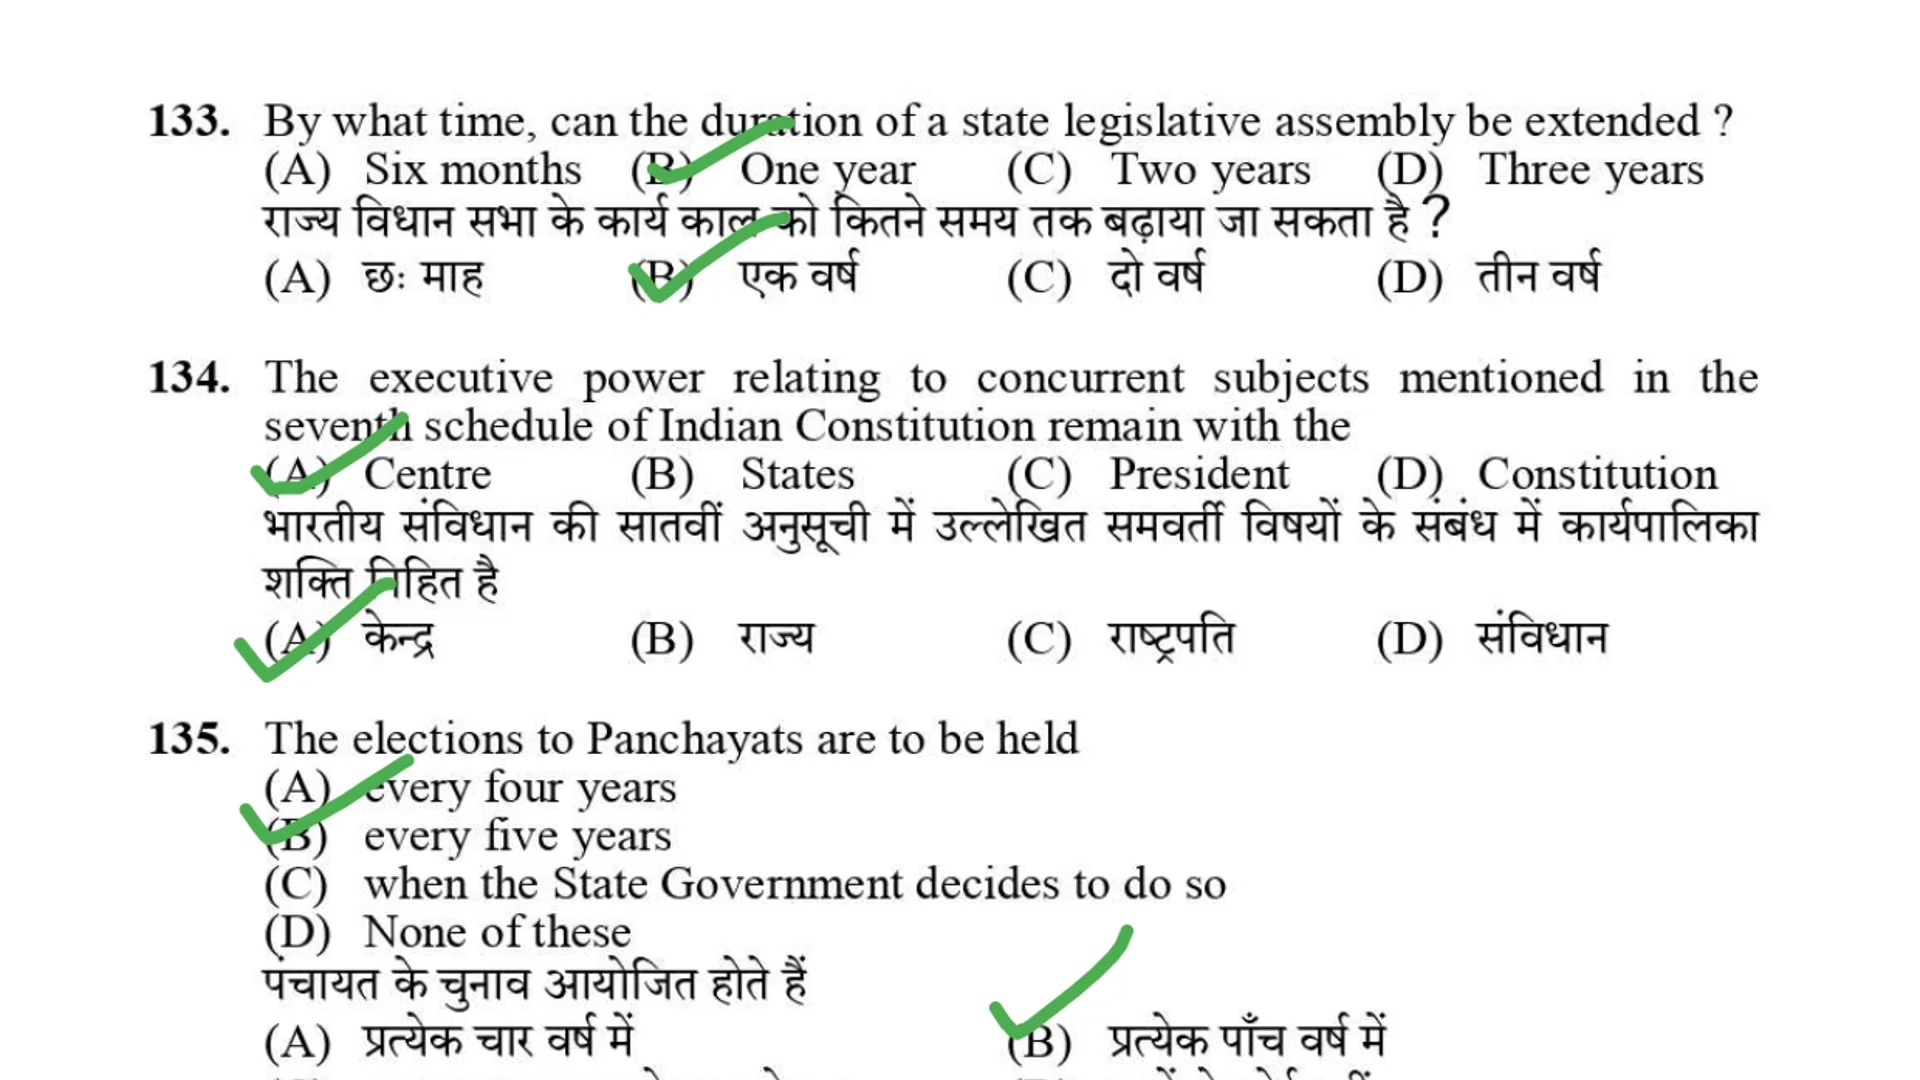 133. By what time, can the duration of a state legislative assembly be extended ?
(A) Six months (B) One year (C) Two years (D) Three years
राज्य विधान सभा के कार्य काल को कितने समय तक बढ़ाया जा सकता है ?
(A) छः माह (B) एक वर्ष (C) दो वर्ष (D) तीन वर्ष
134. The executive power relating to concurrent subjects mentioned in the
seventh schedule of Indian Constitution remain with the
(A) Centre (B) States (C) President (D) Constitution
भारतीय संविधान की सातवीं अनुसूची में उल्लेखित समवर्ती विषयों के संबंध में कार्यपालिका
शक्ति निहित है
(A) केन्द्र (B) राज्य (C) राष्ट्रपति (D) संविधान
135. The elections to Panchayats are to be held
(A) every four years
(B) every five years
(C) when the State Government decides to do so
(D) None of these
पंचायत के चुनाव आयोजित होते हैं
(A) प्रत्येक चार वर्ष में (B) प्रत्येक पाँच वर्ष में